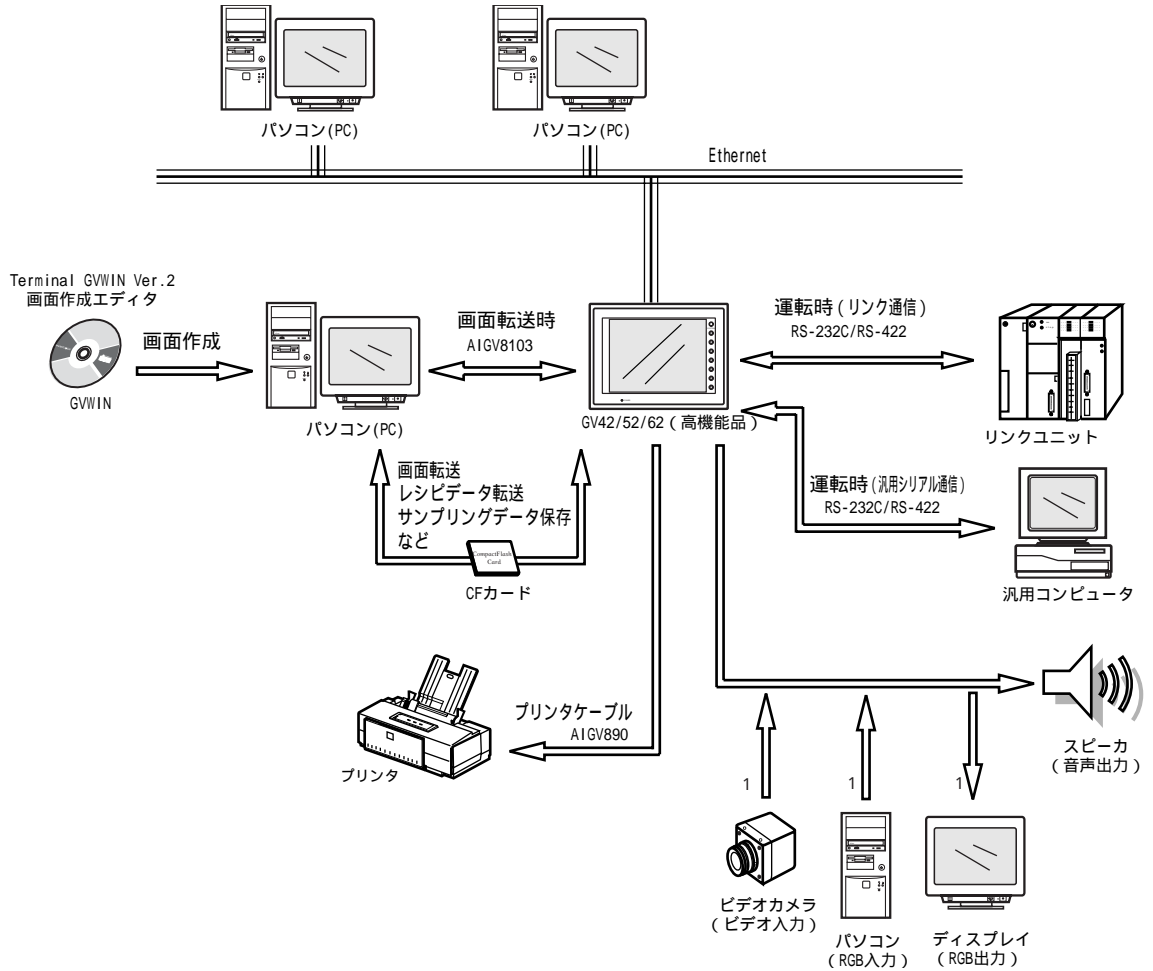 パソコン(PC)
パソコン(PC)
Ethernet
Terminal GVWIN Ver.2
画面作成エディタ
GVWIN
画面作成
パソコン(PC)
画面転送時
AIGV8103
GV42/52/62(高機能品)
運転時(リンク通信)
RS-232C/RS-422
リンクユニット
画面転送
レシピデータ転送
サンプリングデータ保存
など
CompactFlash
Card
CFカード
運転時(汎用シリアル通信)
RS-232C/RS-422
汎用コンピュータ
プリンタケーブル
AIGV890
プリンタ
スピーカ
(音声出力)
1
1
1
ビデオカメラ
(ビデオ入力)
パソコン
(RGB入力)
ディスプレイ
(RGB出力)